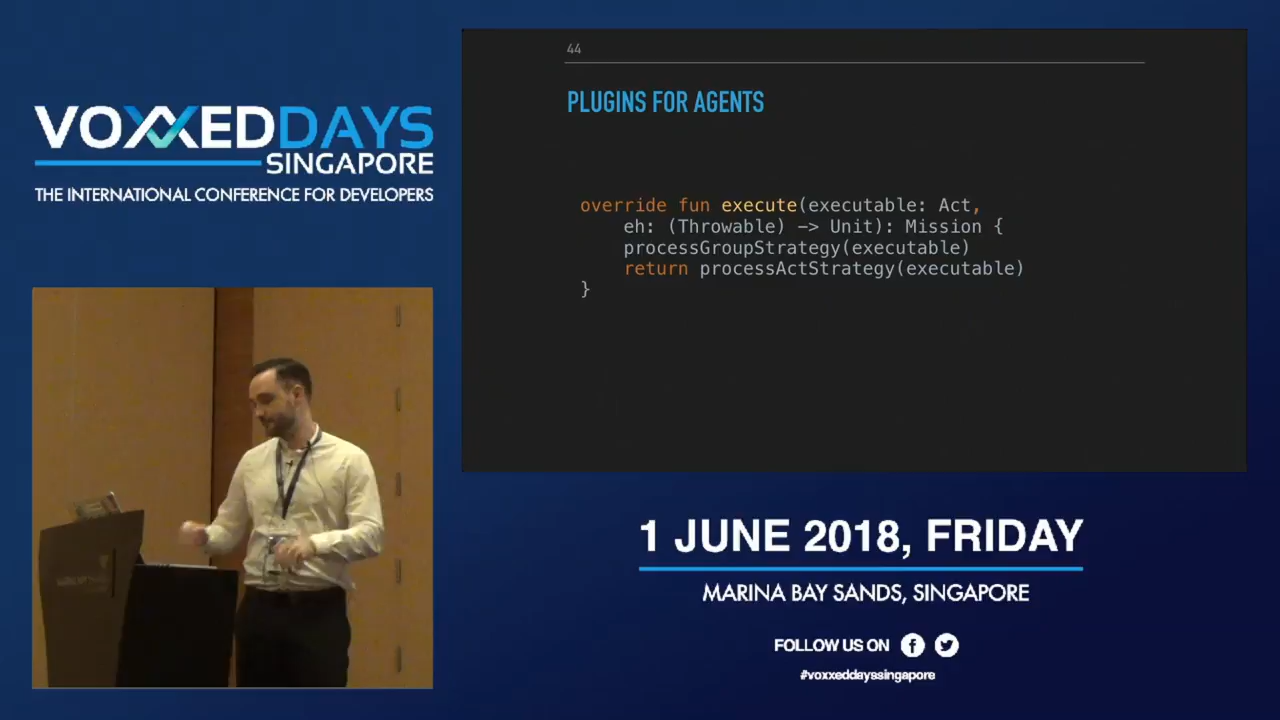 VOXXEDDAYS
SINGAPORE
THE INTERNATIONAL CONFERENCE FOR DEVELOPERS
44
PLUGINS FOR AGENTS
override fun execute(executable: Act,
eh: (Throwable) -> Unit): Mission {
processGroupStrategy(executable)
return processActStrategy(executable)
}
1 JUNE 2018, FRIDAY
MARINA BAY SANDS, SINGAPORE
FOLLOW US ON
#voxxeddayssingapore